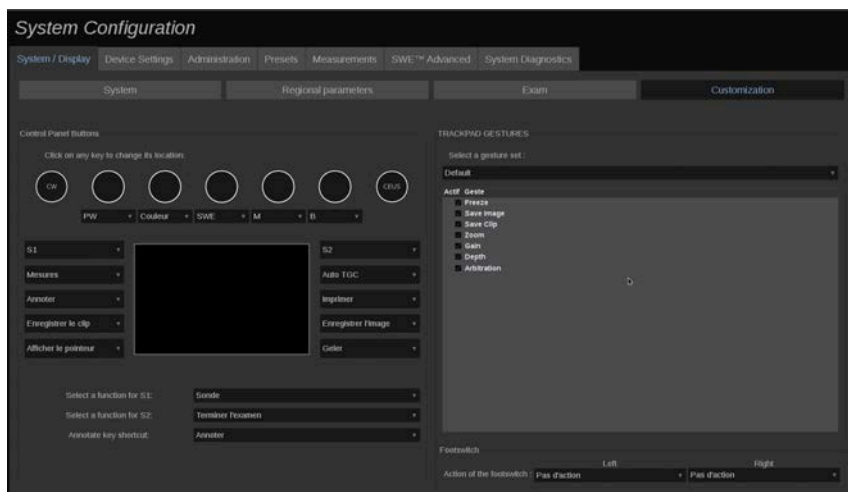 System Configuration
System / Display Device Settings Administration Presets Measurements SWE™ Advanced System Diagnostics
System Regional parameters Exam Customization
Control Panel Buttons
Click on any key to change its location:
CW CEUS
PW Couleur SWE M B
S1 S2
Mesures Auto TGC
Annoter Imprimer
Enregistrer le clip Enregistrer l'image
Afficher le pointeur Geler
Select a function for S1: Sonde
Select a function for S2: Terminer l'examen
Annotate key shortcut: Annoter
TRACKPAD GESTURES
Select a gesture set :
Default
Actif Geste
Freeze
Save Image
Save Clip
Zoom
Gain
Depth
Arbitration
Footswitch
Left Right
Action of the footswitch : Pas d'action Pas d'action